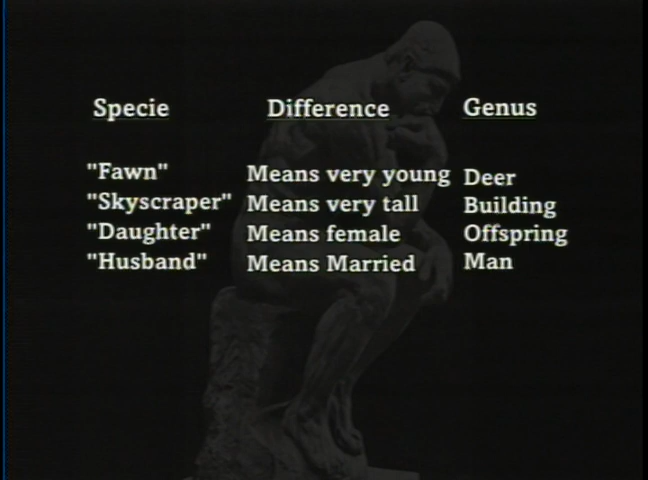 Specie Difference Genus
"Fawn" Means very young Deer
"Skyscraper" Means very tall Building
"Daughter" Means female Offspring
"Husband" Means Married Man